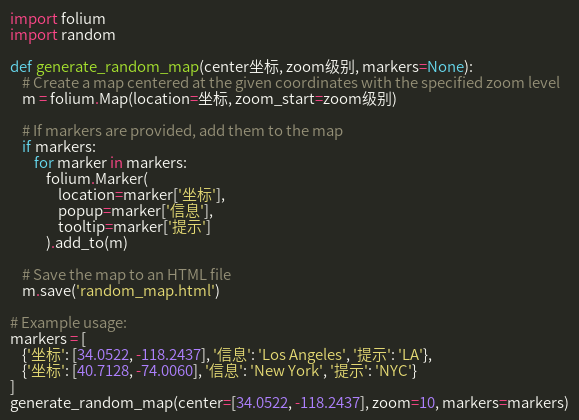 import folium
import random
def generate_random_map(center坐标, zoom级别, markers=None):
# Create a map centered at the given coordinates with the specified zoom level
m = folium.Map(location=坐标, zoom_start=zoom级别)
# If markers are provided, add them to the map
if markers:
for marker in markers:
folium.Marker(
location=marker['坐标'],
popup=marker['信息'],
tooltip=marker['提示']
).add_to(m)
# Save the map to an HTML file
m.save('random_map.html')
# Example usage:
markers = [
{'坐标': [34.0522, -118.2437], '信息': 'Los Angeles', '提示': 'LA'},
{'坐标': [40.7128, -74.0060], '信息': 'New York', '提示': 'NYC'}
]
generate_random_map(center=[34.0522, -118.2437], zoom=10, markers=markers)